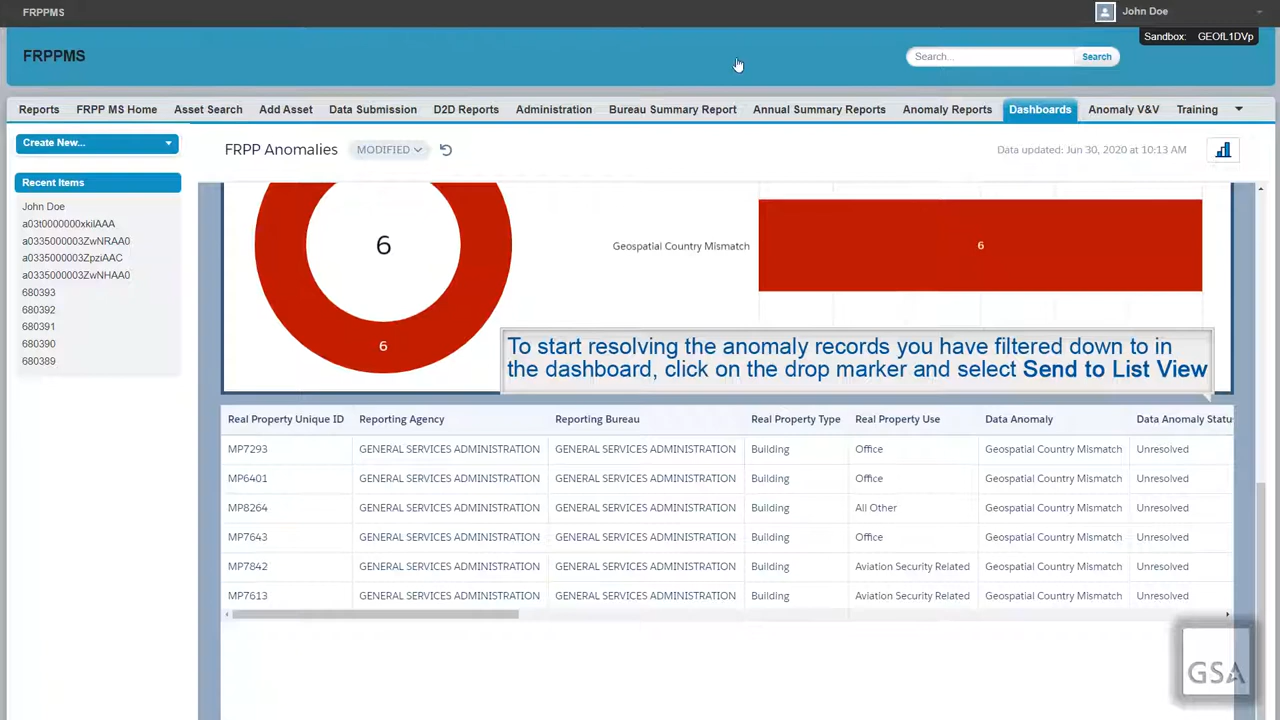 FRPPMS
John Doe
Sandbox: GEOfL1DVp
FRPPMS
Search...
Search
Reports FRPP MS Home Asset Search Add Asset Data Submission D2D Reports Administration Bureau Summary Report Annual Summary Reports Anomaly Reports Dashboards Anomaly V&V Training
Create New...
FRPP Anomalies MODIFIED
Data updated: Jun 30, 2020 at 10:13 AM
Recent Items
John Doe
a03t0000000xkilAAA
a0335000003ZwNRAA0
a0335000003ZpziAAC
a0335000003ZwNHAA0
680393
680392
680391
680390
680389
6
6
Geospatial Country Mismatch
6
To start resolving the anomaly records you have filtered down to in
the dashboard, click on the drop marker and select Send to List View
Real Property Unique ID Reporting Agency Reporting Bureau Real Property Type Real Property Use Data Anomaly Data Anomaly Statu
MP7293 GENERAL SERVICES ADMINISTRATION GENERAL SERVICES ADMINISTRATION Building Office Geospatial Country Mismatch Unresolved
MP6401 GENERAL SERVICES ADMINISTRATION GENERAL SERVICES ADMINISTRATION Building Office Geospatial Country Mismatch Unresolved
MP8264 GENERAL SERVICES ADMINISTRATION GENERAL SERVICES ADMINISTRATION Building All Other Geospatial Country Mismatch Unresolved
MP7643 GENERAL SERVICES ADMINISTRATION GENERAL SERVICES ADMINISTRATION Building Office Geospatial Country Mismatch Unresolved
MP7842 GENERAL SERVICES ADMINISTRATION GENERAL SERVICES ADMINISTRATION Building Aviation Security Related Geospatial Country Mismatch Unresolved
MP7613 GENERAL SERVICES ADMINISTRATION GENERAL SERVICES ADMINISTRATION Building Aviation Security Related Geospatial Country Mismatch Unresolved
GSA